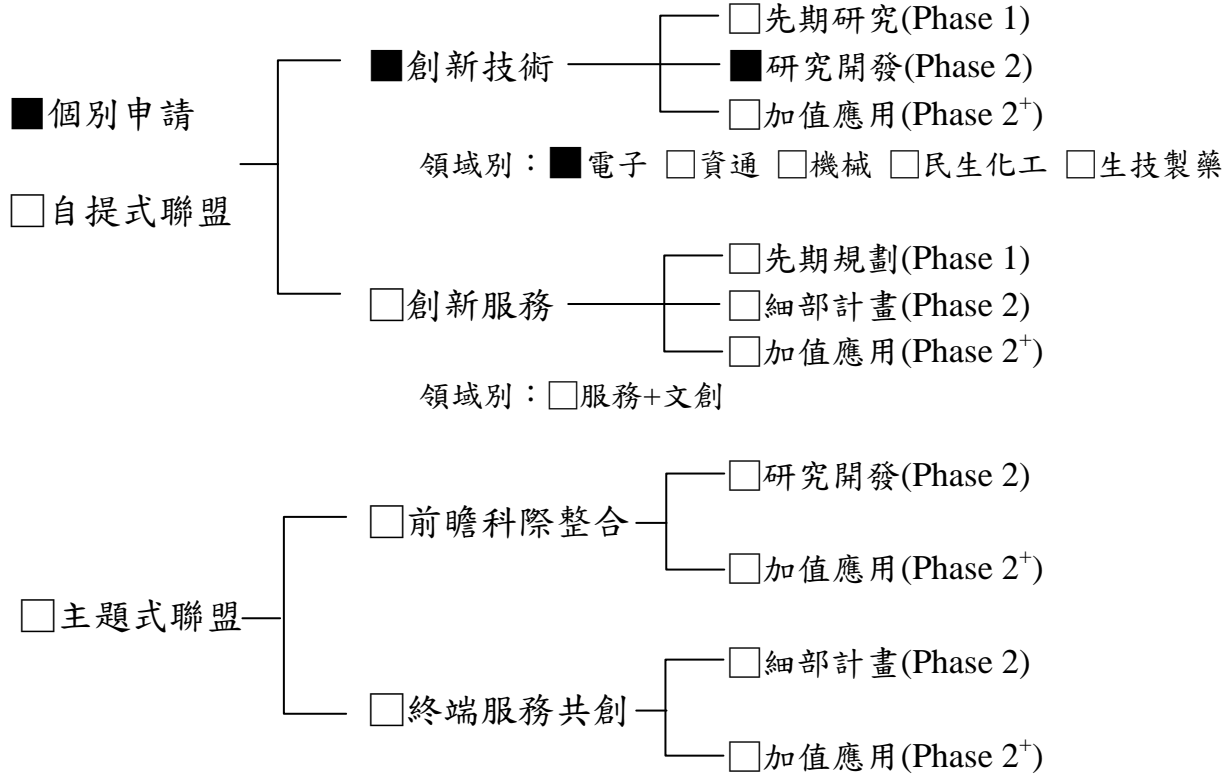 □先期研究(Phase 1)
■創新技術
■研究開發(Phase 2)
■個別申請
□加值應用(Phase 2⁺)
領域別：■電子 □資通 □機械 □民生化工 □生技製藥
□自提式聯盟
□先期規劃(Phase 1)
□創新服務
□細部計畫(Phase 2)
□加值應用(Phase 2⁺)
領域別：□服務+文創
□研究開發(Phase 2)
□前瞻科際整合
□加值應用(Phase 2⁺)
□主題式聯盟
□細部計畫(Phase 2)
□終端服務共創
□加值應用(Phase 2⁺)